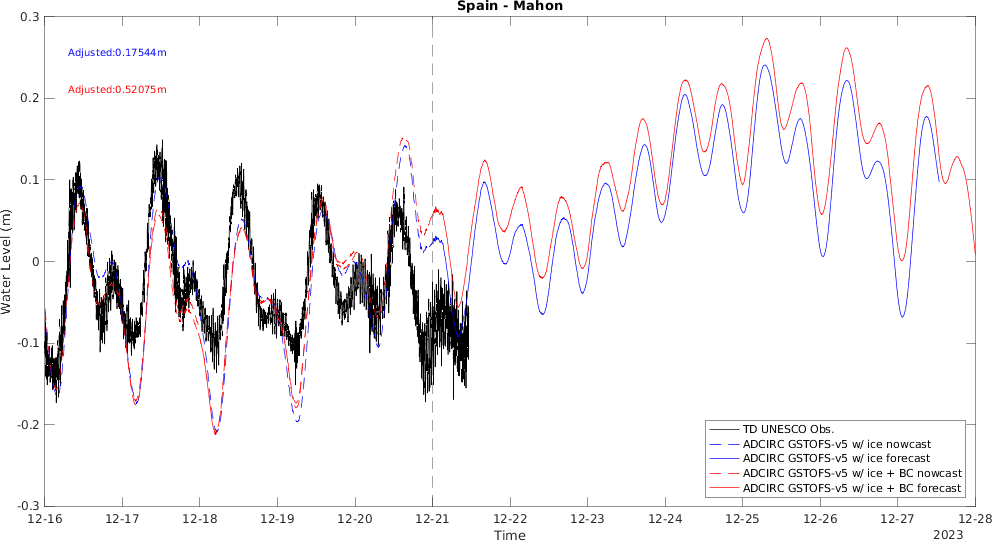 Spain - Mahon
Adjusted:0.17544m
Adjusted:0.52075m
Water Level (m)
0.3
0.2
0.1
0
-0.1
-0.2
-0.3
TD UNESCO Obs.
ADCIRC GSTOFS-v5 w/ ice nowcast
ADCIRC GSTOFS-v5 w/ ice forecast
ADCIRC GSTOFS-v5 w/ ice + BC nowcast
ADCIRC GSTOFS-v5 w/ ice + BC forecast
12-16 12-17 12-18 12-19 12-20 12-21 12-22 12-23 12-24 12-25 12-26 12-27 12-28
Time
2023